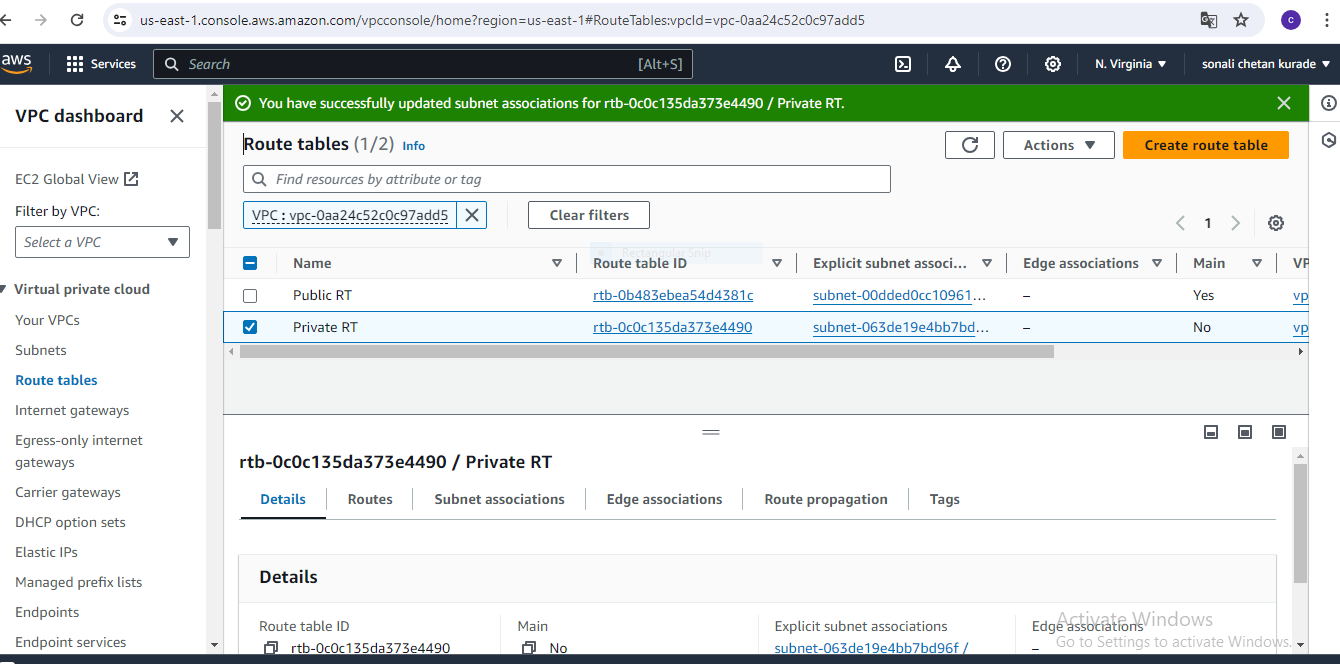 us-east-1.console.aws.amazon.com/vpcconsole/home?region=us-east-1#RouteTables:vpcId=vpc-0aa24c52c0c97add5
c
aws
Services
Search
[Alt+S]
N. Virginia
sonali chetan kurade
VPC dashboard
EC2 Global View
Filter by VPC:
Select a VPC
Virtual private cloud
Your VPCs
Subnets
Route tables
Internet gateways
Egress-only internet
gateways
Carrier gateways
DHCP option sets
Elastic IPs
Managed prefix lists
Endpoints
Endpoint services
You have successfully updated subnet associations for rtb-0c0c135da373e4490 / Private RT.
Route tables (1/2) Info
Actions
Create route table
Find resources by attribute or tag
VPC : vpc-0aa24c52c0c97add5
Clear filters
1
Rectangular Snip
Name Route table ID Explicit subnet associ... Edge associations Main VP
Public RT rtb-0b483ebea54d4381c subnet-00dded0cc10961... – Yes vp
Private RT rtb-0c0c135da373e4490 subnet-063de19e4bb7bd... – No vp
rtb-0c0c135da373e4490 / Private RT
Details Routes Subnet associations Edge associations Route propagation Tags
Details
Route table ID
rtb-0c0c135da373e4490
Main
No
Explicit subnet associations
subnet-063de19e4bb7bd96f /
Edge associations
–
Activate Windows
Go to Settings to activate Windows.